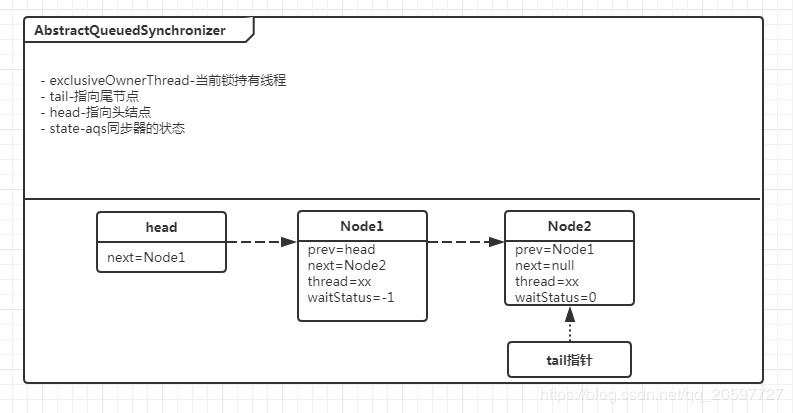 AbstractQueuedSynchronizer
- exclusiveOwnerThread-当前锁持有线程
- tail-指向尾节点
- head-指向头结点
- state-aqs同步器的状态
head
next=Node1
Node1
prev=head
next=Node2
thread=xx
waitStatus=-1
Node2
prev=Node1
next=null
thread=xx
waitStatus=0
tail指针
https://blog.csdn.net/qq_20597727